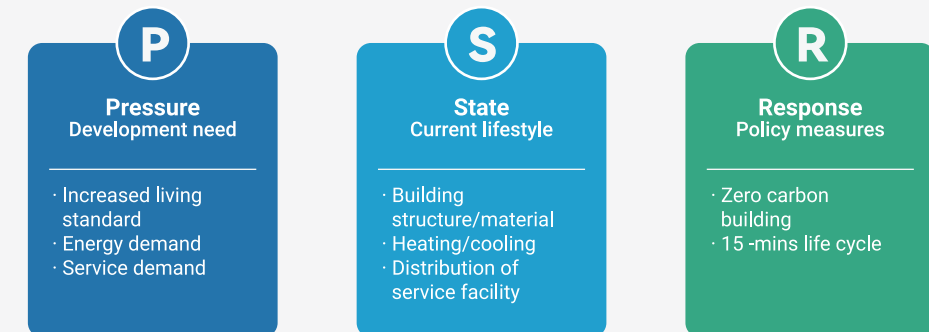 P
Pressure
Development need
· Increased living
standard
· Energy demand
· Service demand
S
State
Current lifestyle
· Building
structure/material
· Heating/cooling
· Distribution of
service facility
R
Response
Policy measures
· Zero carbon
building
· 15 -mins life cycle